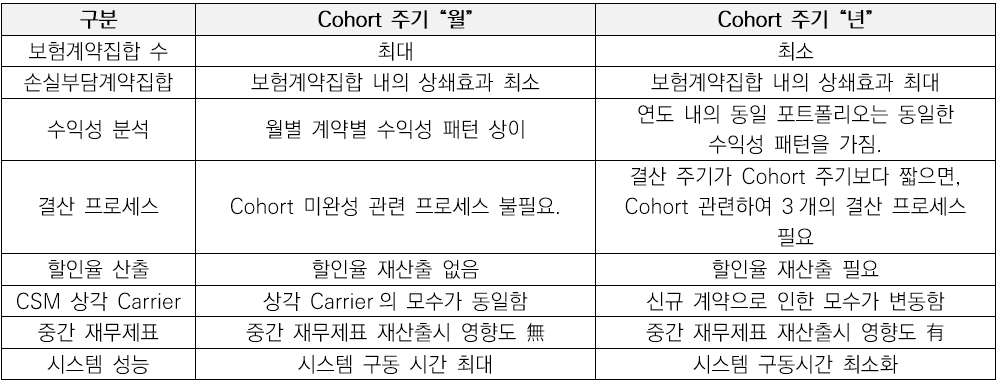 구분 Cohort 주기 “월” Cohort 주기 “년”
보험계약집합 수 최대 최소
손실부담계약집합 보험계약집합 내의 상쇄효과 최소 보험계약집합 내의 상쇄효과 최대
수익성 분석 월별 계약별 수익성 패턴 상이 연도 내의 동일 포트폴리오는 동일한
수익성 패턴을 가짐.
결산 프로세스 Cohort 미완성 관련 프로세스 불필요. 결산 주기가 Cohort 주기보다 짧으면,
Cohort 관련하여 3개의 결산 프로세스
필요
할인율 산출 할인율 재산출 없음 할인율 재산출 필요
CSM 상각 Carrier 상각 Carrier의 모수가 동일함 신규 계약으로 인한 모수가 변동함
중간 재무제표 중간 재무제표 재산출시 영향도 無 중간 재무제표 재산출시 영향도 有
시스템 성능 시스템 구동 시간 최대 시스템 구동시간 최소화